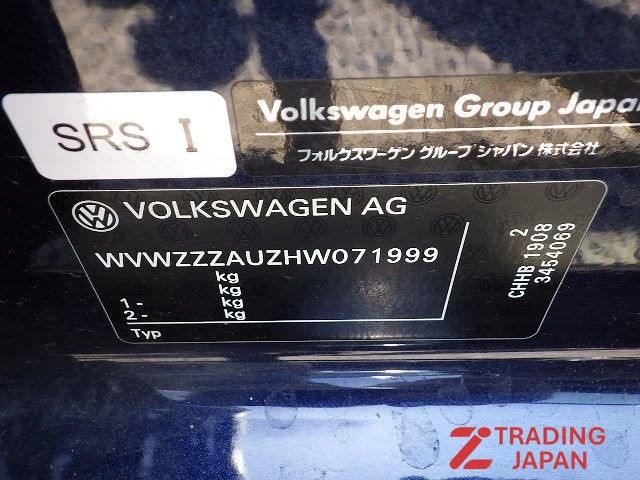 SRS I
Volkswagen Group Japan
フォルクスワーゲン グループ ジャパン 株式会社
VOLKSWAGEN AG
WVWZZZAUZHW071999
kg
kg
1 - kg
2 - kg
Typ
2
CHHB 1908
3454069
TRADING
JAPAN